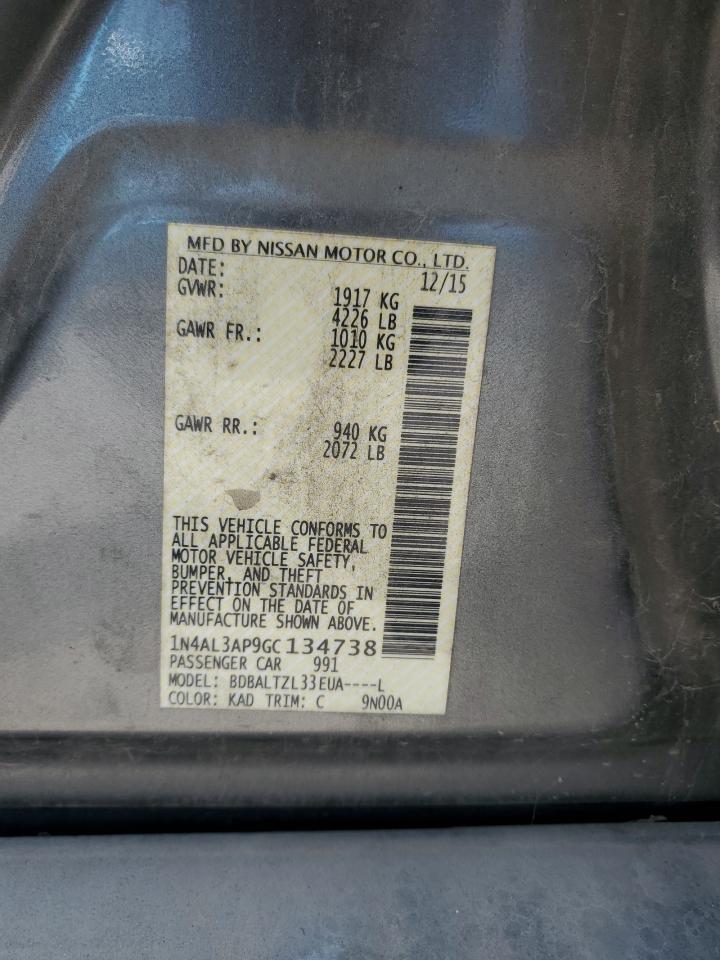 MFD BY NISSAN MOTOR CO., LTD.
DATE: 12/15
GVWR: 1917 KG
4226 LB
GAWR FR.: 1010 KG
2227 LB
GAWR RR.: 940 KG
2072 LB
THIS VEHICLE CONFORMS TO
ALL APPLICABLE FEDERAL
MOTOR VEHICLE SAFETY,
BUMPER, AND THEFT
PREVENTION STANDARDS IN
EFFECT ON THE DATE OF
MANUFACTURE SHOWN ABOVE.
1N4AL3AP9GC134738
PASSENGER CAR 991
MODEL: BDBALTZL33EUA----L
COLOR: KAD TRIM: C 9N00A